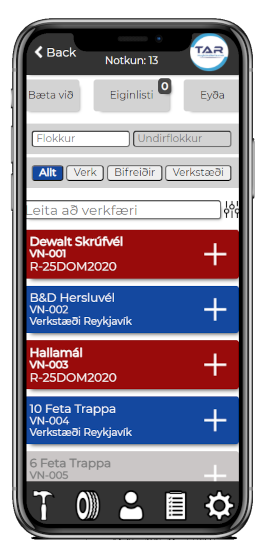 Back
Notkun: 13
TAR
Bæta við
Eiginlisti
0
Eyða
Flokkur
Undirflokkur
Allt
Verk
Bifreiðir
Verkstæði
Leita að verkfæri
Dewalt Skrúfvél
VN-001
R-25DOM2020
B&D Hersluvél
VN-002
Verkstæði Reykjavík
Hallamál
VN-003
R-25DOM2020
10 Feta Trappa
VN-004
Verkstæði Reykjavík
6 Feta Trappa
VN-005